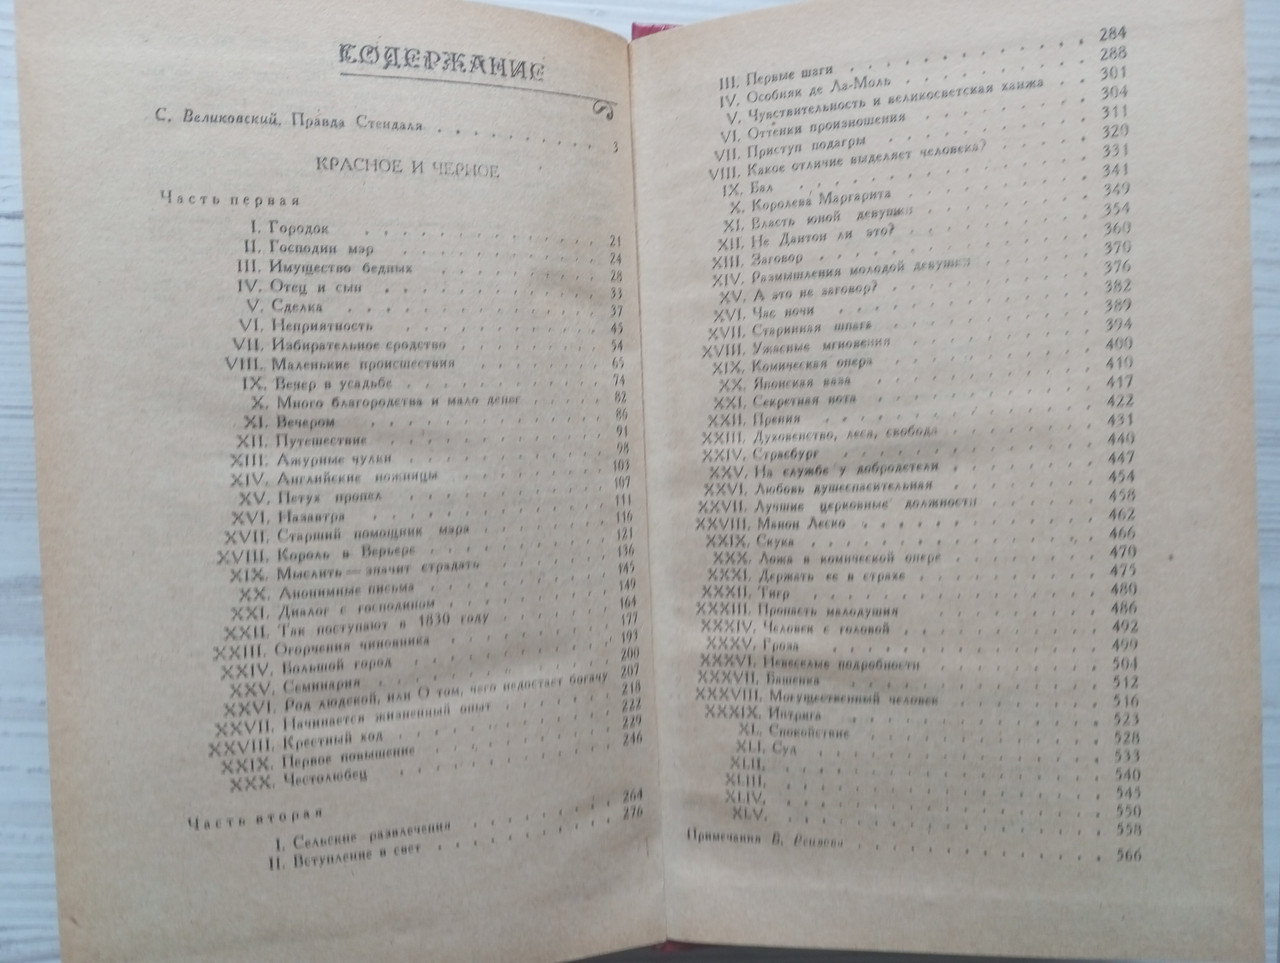 СОДЕРЖАНИЕ
С. Великовский. Правда Стендаля . . . . . . . . . 3
КРАСНОЕ И ЧЕРНОЕ
Часть первая
I. Городок . . . . . . . . . 21
II. Господин мэр . . . . . . . . . 24
III. Имущество бедных . . . . . . . . . 28
IV. Отец и сын . . . . . . . . . 33
V. Сделка . . . . . . . . . 37
VI. Неприятность . . . . . . . . . 45
VII. Избирательное сродство . . . . . . . . . 54
VIII. Маленькие происшествия . . . . . . . . . 65
IX. Вечер в усадьбе . . . . . . . . . 74
X. Много благородства и мало денег . . . . . 82
XI. Вечером . . . . . . . . . 86
XII. Путешествие . . . . . . . . . 91
XIII. Ажурные чулки . . . . . . . . . 98
XIV. Английские ножницы . . . . . . . . . 103
XV. Петух пропел . . . . . . . . . 107
XVI. Назавтра . . . . . . . . . 111
XVII. Старший помощник мэра . . . . . . . . . 116
XVIII. Король в Верьере . . . . . . . . . 121
XIX. Мыслить — значит страдать . . . . . . . . . 136
XX. Анонимные письма . . . . . . . . . 145
XXI. Диалог с господином . . . . . . . . . 149
XXII. Так поступают в 1830 году . . . . . . . . . 164
XXIII. Огорчения чиновника . . . . . . . . . 177
XXIV. Большой город . . . . . . . . . 193
XXV. Семинария . . . . . . . . . 200
XXVI. Род людской, или О том, чего недостает богачу 207
XXVII. Начинается жизненный опыт . . . . . . . . . 218
XXVIII. Крестный ход . . . . . . . . . 222
XXIX. Первое повышение . . . . . . . . . 229
XXX. Честолюбец . . . . . . . . . 246
Часть вторая
I. Сельские развлечения . . . . . . . . . 264
II. Вступление в свет . . . . . . . . . 276
III. Первые шаги . . . . . . . . . 284
IV. Особняк де Ла-Моль . . . . . . . . . 288
V. Чувствительность и великосветская ханжа . . 301
VI. Оттенки произношения . . . . . . . . . 304
VII. Приступ подагры . . . . . . . . . 311
VIII. Какое отличие выделяет человека? . . . . . 320
IX. Бал . . . . . . . . . 331
X. Королева Маргарита . . . . . . . . . 341
XI. Власть юной девушки . . . . . . . . . 349
XII. Не Дантон ли это? . . . . . . . . . 354
XIII. Заговор . . . . . . . . . 360
XIV. Размышления молодой девушки . . . . . . . 370
XV. А это не заговор? . . . . . . . . . 376
XVI. Час ночи . . . . . . . . . 382
XVII. Старинная шпага . . . . . . . . . 389
XVIII. Ужасные мгновения . . . . . . . . . 394
XIX. Комическая опера . . . . . . . . . 400
XX. Японская ваза . . . . . . . . . 410
XXI. Секретная нота . . . . . . . . . 417
XXII. Прения . . . . . . . . . 422
XXIII. Духовенство, леса, свобода . . . . . . . . . 431
XXIV. Страсбург . . . . . . . . . 440
XXV. На службе у добродетели . . . . . . . . . 447
XXVI. Любовь душеспасительная . . . . . . . . . 454
XXVII. Лучшие церковные должности . . . . . . . 458
XXVIII. Манон Леско . . . . . . . . . 462
XXIX. Скука . . . . . . . . . 466
XXX. Ложа в комической опере . . . . . . . . . 470
XXXI. Держать ее в страхе . . . . . . . . . 475
XXXII. Тигр . . . . . . . . . 480
XXXIII. Пропасть малодушия . . . . . . . . . 486
XXXIV. Человек с головой . . . . . . . . . 492
XXXV. Гроза . . . . . . . . . 499
XXXVI. Невеселые подробности . . . . . . . . . 504
XXXVII. Башенка . . . . . . . . . 512
XXXVIII. Могущественный человек . . . . . . . . . 516
XXXIX. Интрига . . . . . . . . . 523
XL. Спокойствие . . . . . . . . . 528
XLI. Суд . . . . . . . . . 533
XLII. . . . . . . . . . 540
XLIII. . . . . . . . . . 545
XLIV. . . . . . . . . . 550
XLV. . . . . . . . . . 558
Примечания Б. Реизова . . . . . . . . . 566